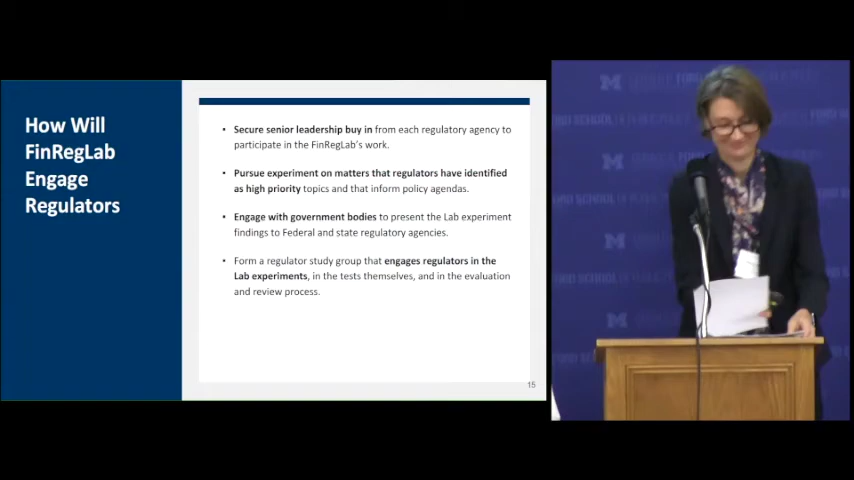 How Will
FinRegLab
Engage
Regulators
• Secure senior leadership buy in from each regulatory agency to
participate in the FinRegLab's work.
• Pursue experiment on matters that regulators have identified
as high priority topics and that inform policy agendas.
• Engage with government bodies to present the Lab experiment
findings to Federal and state regulatory agencies.
• Form a regulator study group that engages regulators in the
Lab experiments, in the tests themselves, and in the evaluation
and review process.
15
M
FORD SCHOOL
M
M
M